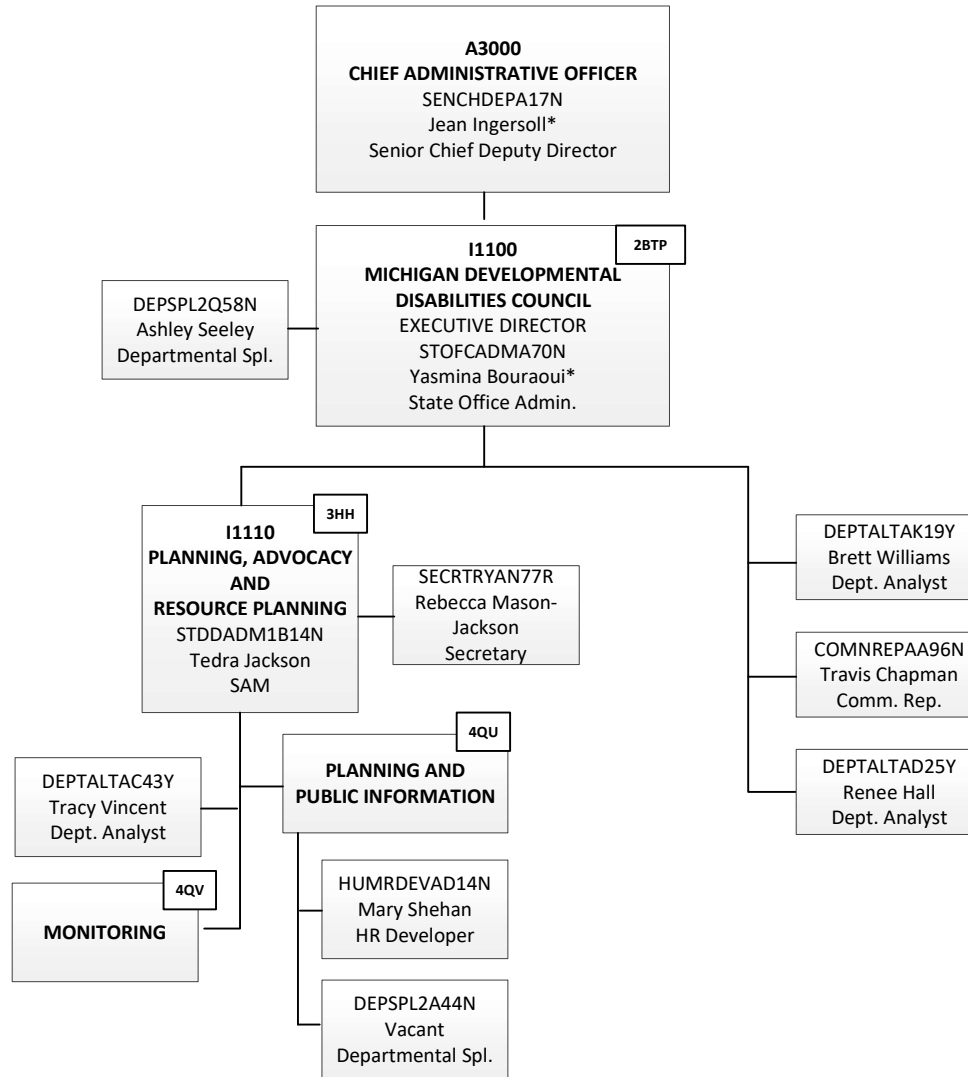 A3000
CHIEF ADMINISTRATIVE OFFICER
SENCHDEPA17N
Jean Ingersoll*
Senior Chief Deputy Director
2BTP
I1100
MICHIGAN DEVELOPMENTAL
DISABILITIES COUNCIL
EXECUTIVE DIRECTOR
STOFCADMA70N
Yasmina Bouraoui*
State Office Admin.
DEPSPL2Q58N
Ashley Seeley
Departmental Spl.
3HH
I1110
PLANNING, ADVOCACY
AND
RESOURCE PLANNING
STDDADM1B14N
Tedra Jackson
SAM
SECRTRYAN77R
Rebecca Mason-
Jackson
Secretary
DEPTALTAK19Y
Brett Williams
Dept. Analyst
COMNREPAA96N
Travis Chapman
Comm. Rep.
DEPTALTAD25Y
Renee Hall
Dept. Analyst
4QU
PLANNING AND
PUBLIC INFORMATION
DEPTALTAC43Y
Tracy Vincent
Dept. Analyst
4QV
MONITORING
HUMRDEVAD14N
Mary Shehan
HR Developer
DEPSPL2A44N
Vacant
Departmental Spl.